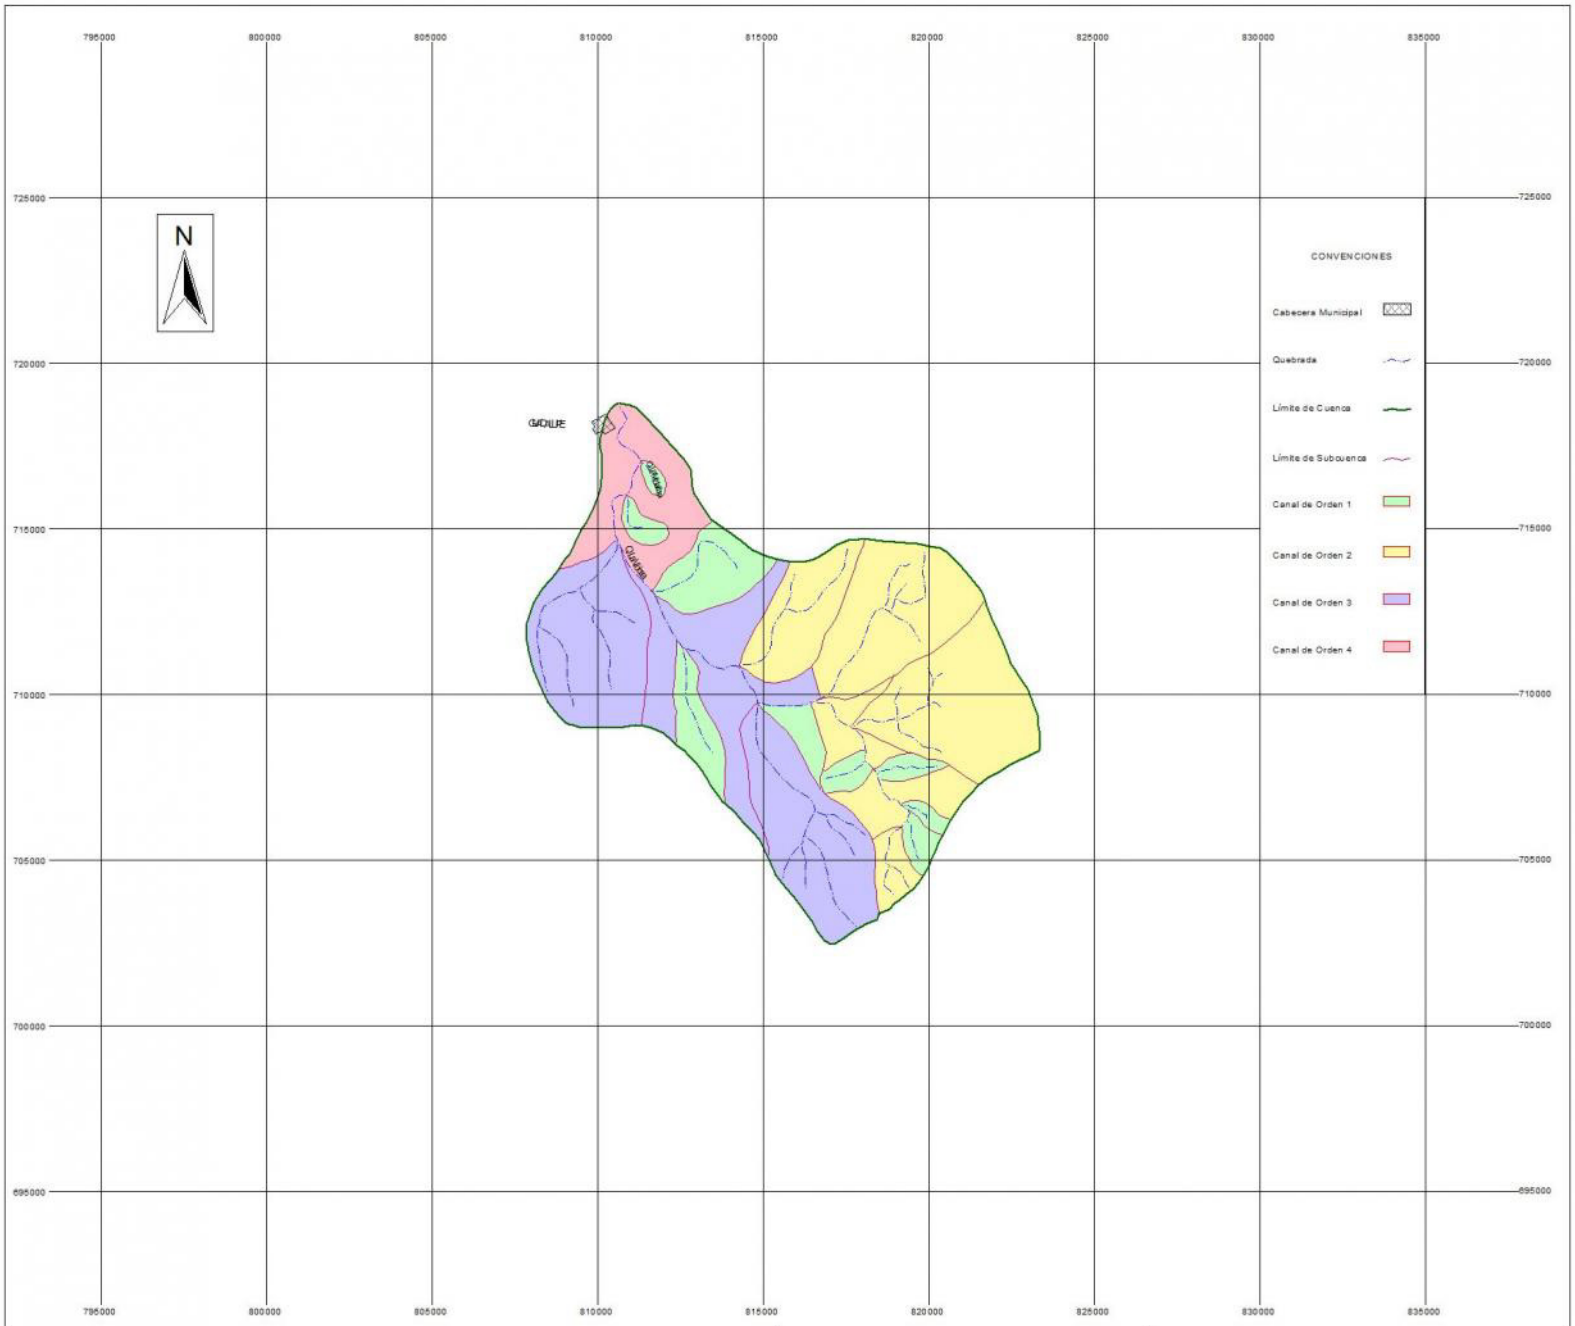 795000 800000 805000 810000 815000 820000 825000 830000 835000
725000 725000
N
CONVENCIONES
Cabecera Municipal
Quebrada
720000 720000
Límite de Cuenca
Límite de Subcuenca
Canal de Orden 1
715000 715000
Canal de Orden 2
Canal de Orden 3
Canal de Orden 4
710000 710000
705000 705000
700000 700000
695000 695000
795000 800000 805000 810000 815000 820000 825000 830000 835000